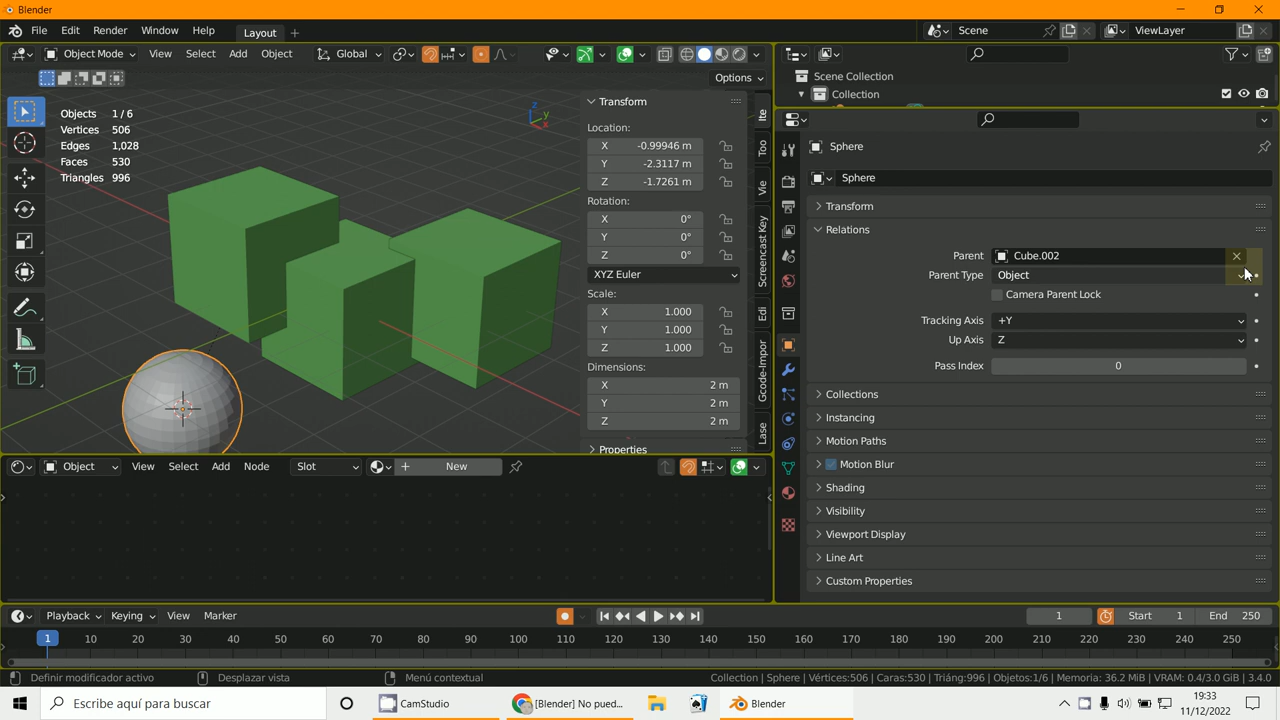 Blender
File Edit Render Window Help Layout Scene ViewLayer
Object Mode View Select Add Object Global
Options
Scene Collection
Collection
Objects 1 / 6
Vertices 506
Edges 1,028
Faces 530
Triangles 996
Z
Transform
Location:
X -0.99946 m
Y -2.3117 m
Z -1.7261 m
Rotation:
X 0°
Y 0°
Z 0°
XYZ Euler
Scale:
X 1.000
Y 1.000
Z 1.000
Dimensions:
X 2 m
Y 2 m
Z 2 m
Properties
Ite
Too
Vie
Screencast Key
Edi
Gcode-Impor
Lase
Sphere
Sphere
Transform
Relations
Parent Cube.002
Parent Type Object
Camera Parent Lock
Tracking Axis +Y
Up Axis Z
Pass Index 0
Collections
Instancing
Motion Paths
Motion Blur
Shading
Visibility
Viewport Display
Line Art
Custom Properties
Object View Select Add Node Slot New
Playback Keying View Marker 1 Start 1 End 250
1 10 20 30 40 50 60 70 80 90 100 110 120 130 140 150 160 170 180 190 200 210 220 230 240 250
Definir modificador activo Desplazar vista Menú contextual Collection | Sphere | Vértices:506 | Caras:530 | Triáng:996 | Objetos:1/6 | Memoria: 36.2 MiB | VRAM: 0.4/3.0 GiB | 3.4.0
Escribe aquí para buscar CamStudio [Blender] No pued... Blender 19:33
11/12/2022